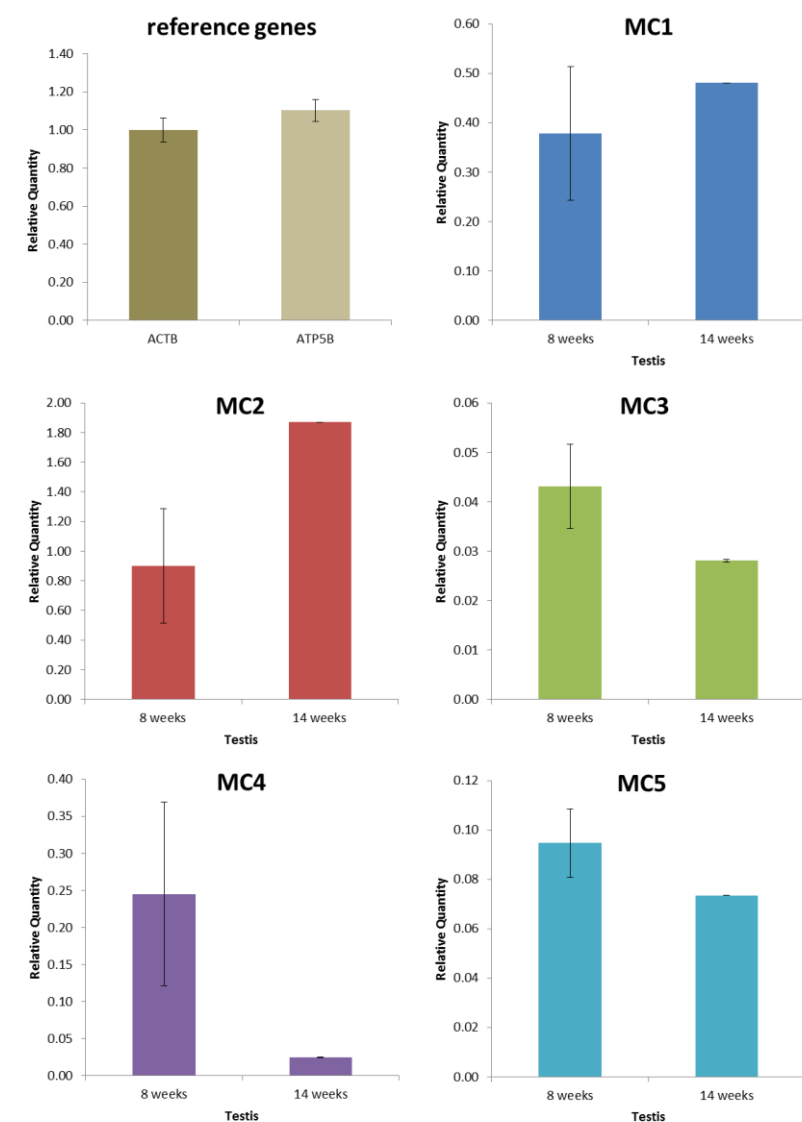 reference genes
1.40
1.20
1.00
0.80
0.60
0.40
0.20
0.00
Relative Quantity
ACTB ATP5B
MC1
0.60
0.50
0.40
0.30
0.20
0.10
0.00
Relative Quantity
8 weeks 14 weeks
Testis
MC2
2.00
1.80
1.60
1.40
1.20
1.00
0.80
0.60
0.40
0.20
0.00
Relative Quantity
8 weeks 14 weeks
Testis
MC3
0.06
0.05
0.04
0.03
0.02
0.01
0.00
Relative Quantity
8 weeks 14 weeks
Testis
MC4
0.40
0.35
0.30
0.25
0.20
0.15
0.10
0.05
0.00
Relative Quantity
8 weeks 14 weeks
Testis
MC5
0.12
0.10
0.08
0.06
0.04
0.02
0.00
Relative Quantity
8 weeks 14 weeks
Testis